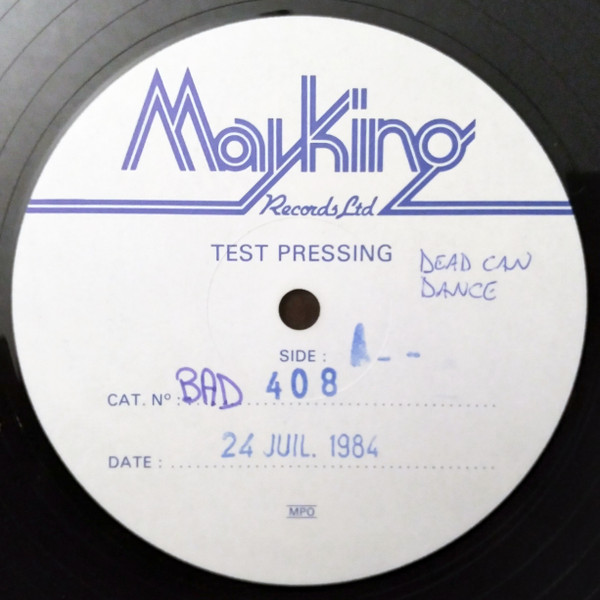 Mayking
Records Ltd
TEST PRESSING
DEAD CAN
DANCE
SIDE : A--
CAT. Nº : BAD 408
DATE : 24 JUIL. 1984
MPO